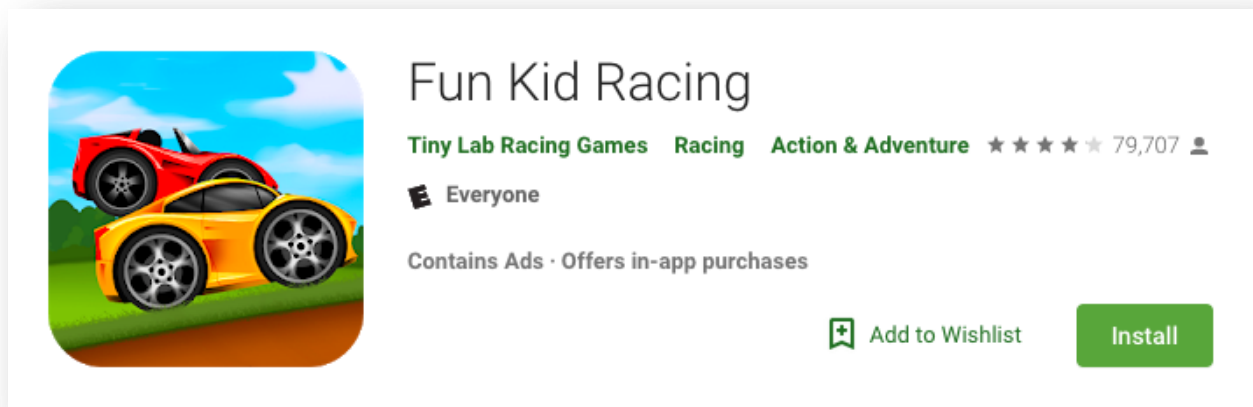 Fun Kid Racing
Tiny Lab Racing Games Racing Action & Adventure 79,707
E Everyone
Contains Ads · Offers in-app purchases
Add to Wishlist Install